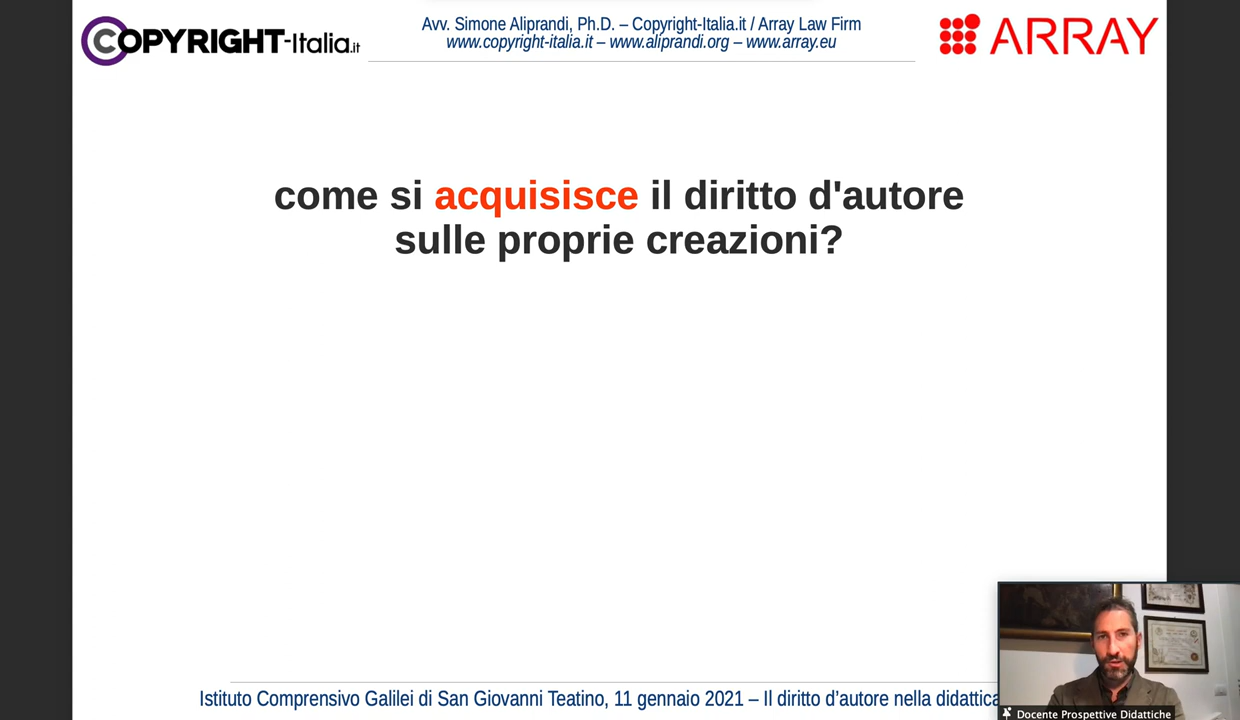 COPYRIGHT-Italia.it
Avv. Simone Aliprandi, Ph.D. – Copyright-Italia.it / Array Law Firm
www.copyright-italia.it – www.aliprandi.org – www.array.eu
ARRAY
come si acquisisce il diritto d'autore
sulle proprie creazioni?
Istituto Comprensivo Galilei di San Giovanni Teatino, 11 gennaio 2021 – Il diritto d’autore nella didattica
Docente Prospettive Didattiche